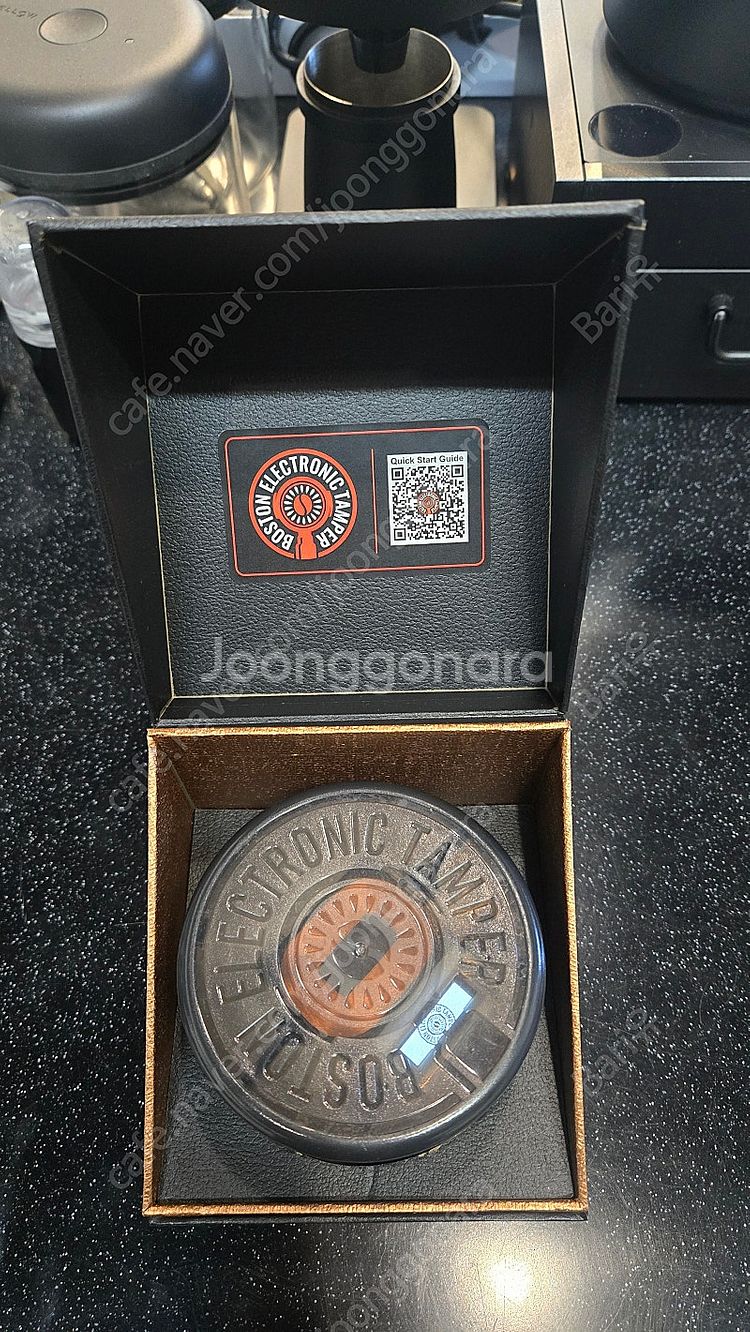 BOSTON ELECTRONIC TAMPER
Quick Start Guide
Joonggonara
BOSTON ELECTRONIC TAMPER
cafe.naver.com/joonggonara